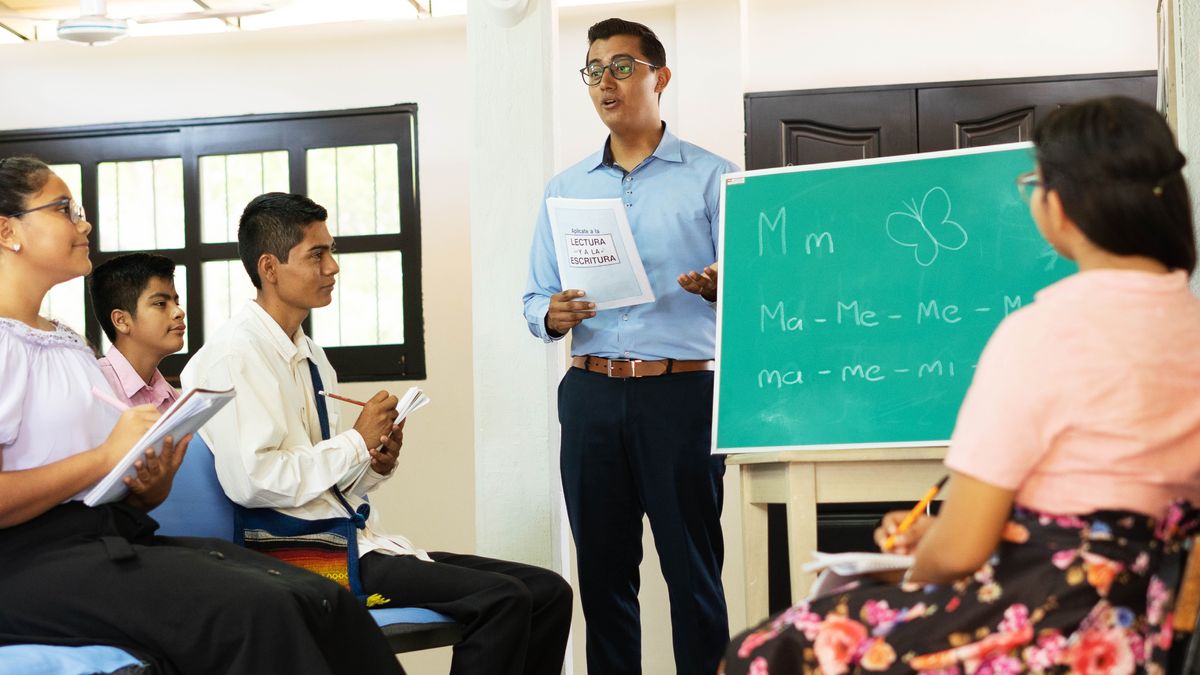 Aplícate a la
LECTURA
Y A LA
ESCRITURA
M m
Ma - Me - Me - M
ma - me - mi -